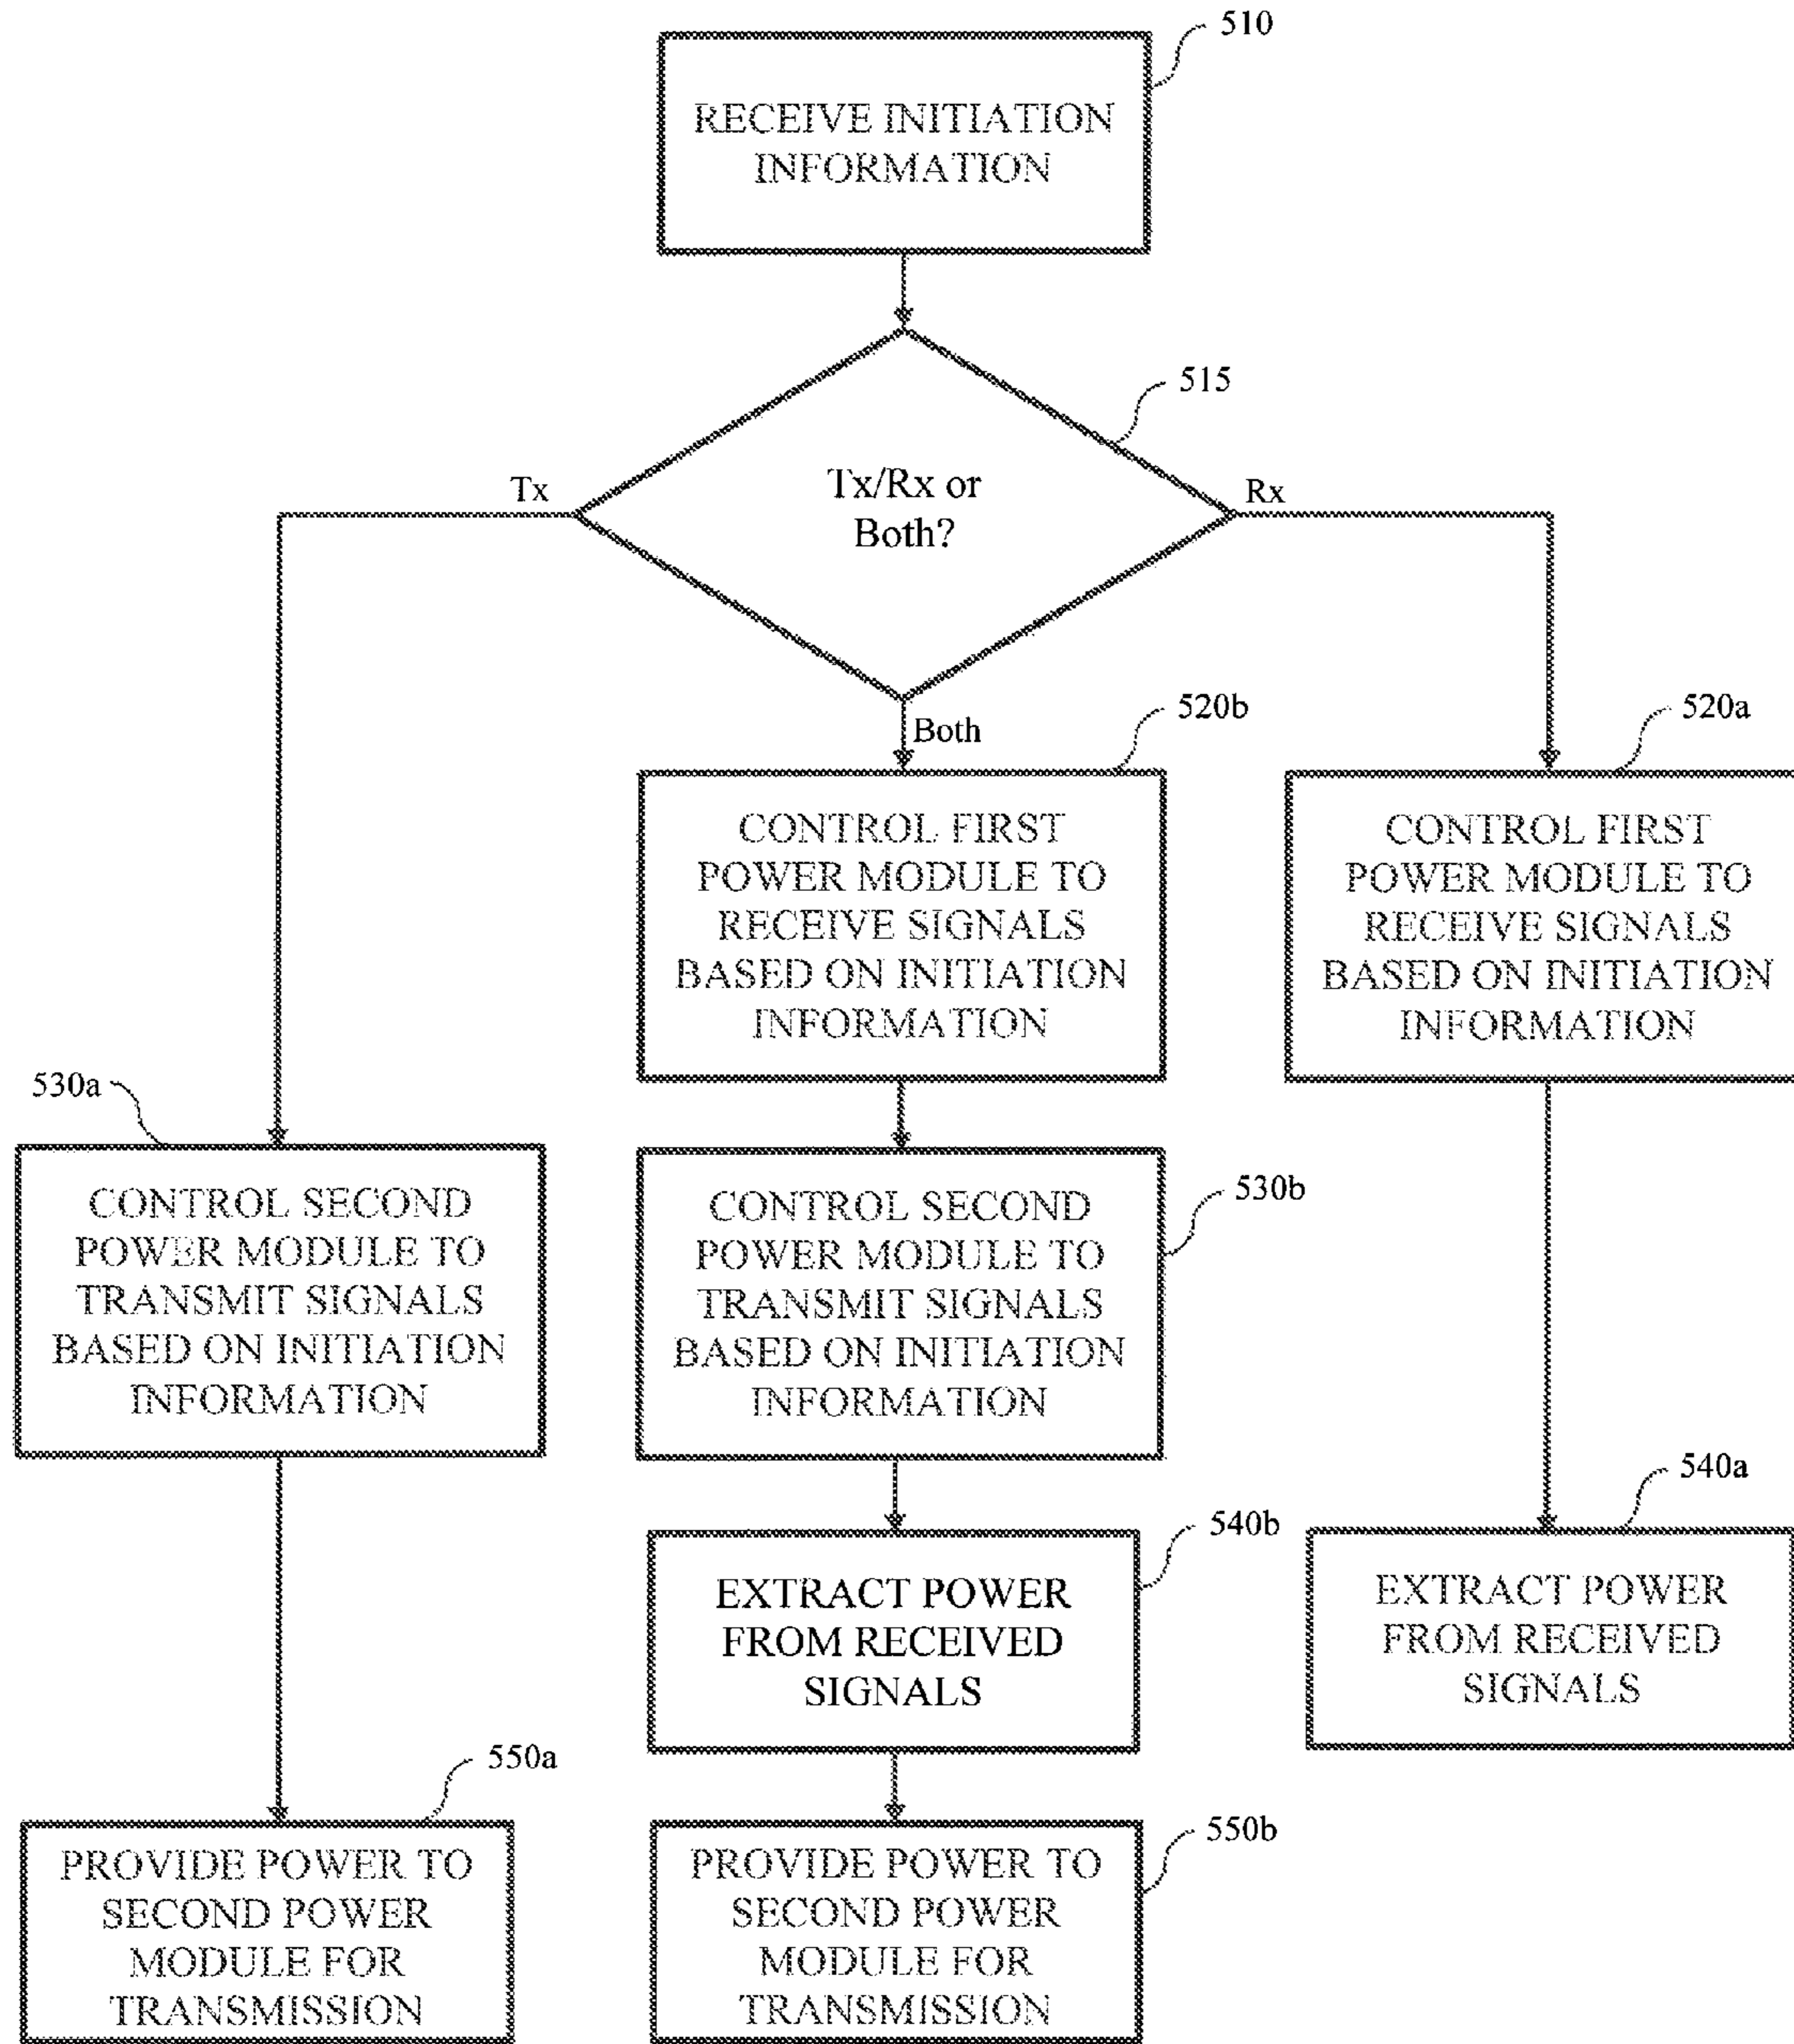 510
RECEIVE INITIATION
INFORMATION
515
Tx/Rx or
Both?
Tx
Rx
Both
520b
520a
CONTROL FIRST
POWER MODULE TO
RECEIVE SIGNALS
BASED ON INITIATION
INFORMATION
CONTROL FIRST
POWER MODULE TO
RECEIVE SIGNALS
BASED ON INITIATION
INFORMATION
530a
CONTROL SECOND
POWER MODULE TO
TRANSMIT SIGNALS
BASED ON INITIATION
INFORMATION
530b
CONTROL SECOND
POWER MODULE TO
TRANSMIT SIGNALS
BASED ON INITIATION
INFORMATION
540b
EXTRACT POWER
FROM RECEIVED
SIGNALS
540a
EXTRACT POWER
FROM RECEIVED
SIGNALS
550a
PROVIDE POWER TO
SECOND POWER
MODULE FOR
TRANSMISSION
550b
PROVIDE POWER TO
SECOND POWER
MODULE FOR
TRANSMISSION